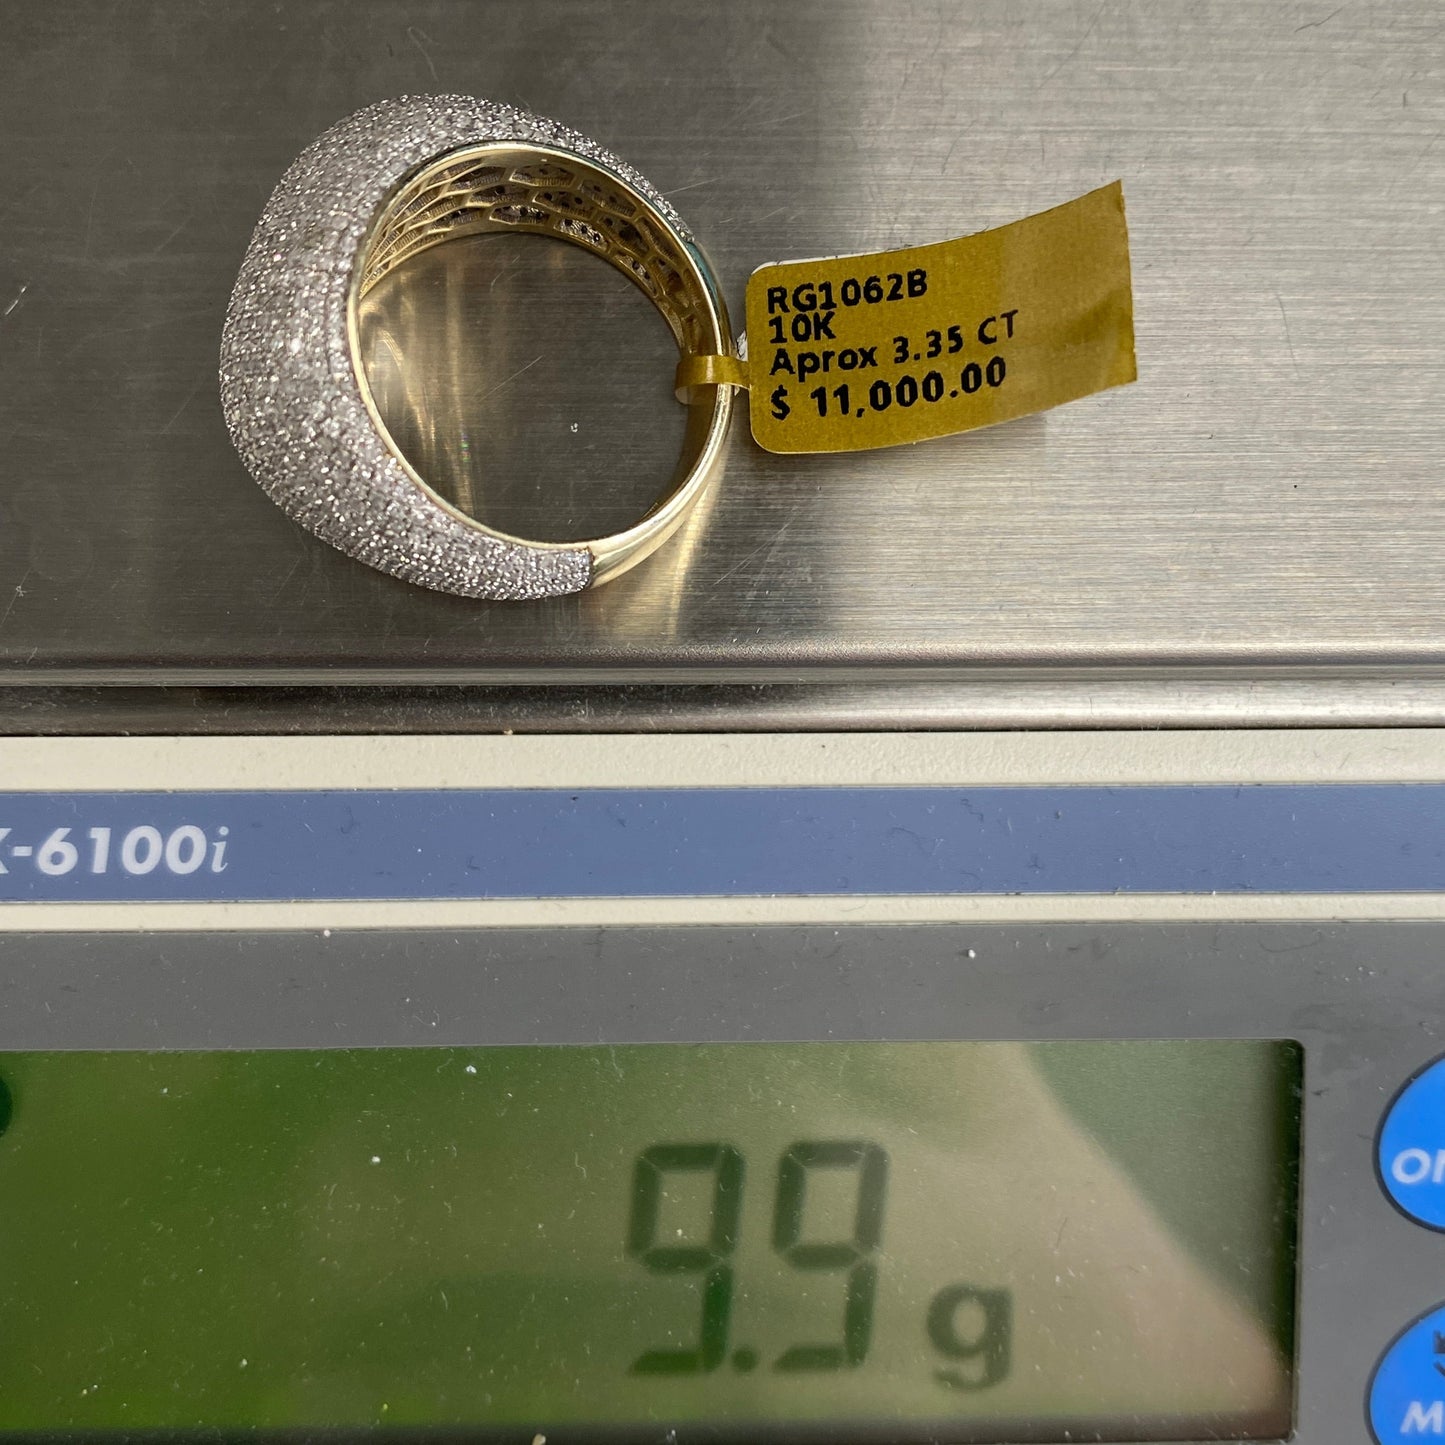 RG1062B
10K
Aprox 3.35 CT
$ 11,000.00
-6100i
9.9 g